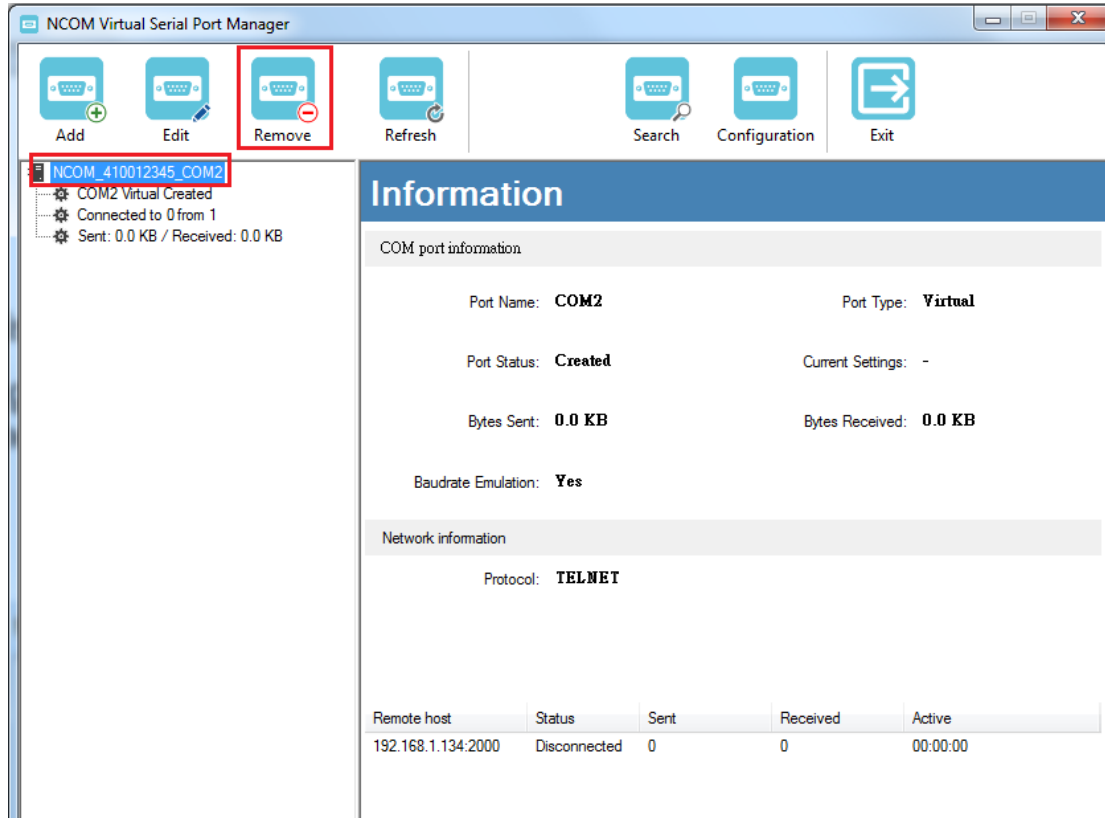 NCOM Virtual Serial Port Manager
Add Edit Remove Refresh Search Configuration Exit
NCOM_410012345_COM2
COM2 Virtual Created
Connected to 0 from 1
Sent: 0.0 KB / Received: 0.0 KB
Information
COM port information
Port Name: COM2 Port Type: Virtual
Port Status: Created Current Settings: -
Bytes Sent: 0.0 KB Bytes Received: 0.0 KB
Baudrate Emulation: Yes
Network information
Protocol: TELNET
Remote host Status Sent Received Active
192.168.1.134:2000 Disconnected 0 0 00:00:00